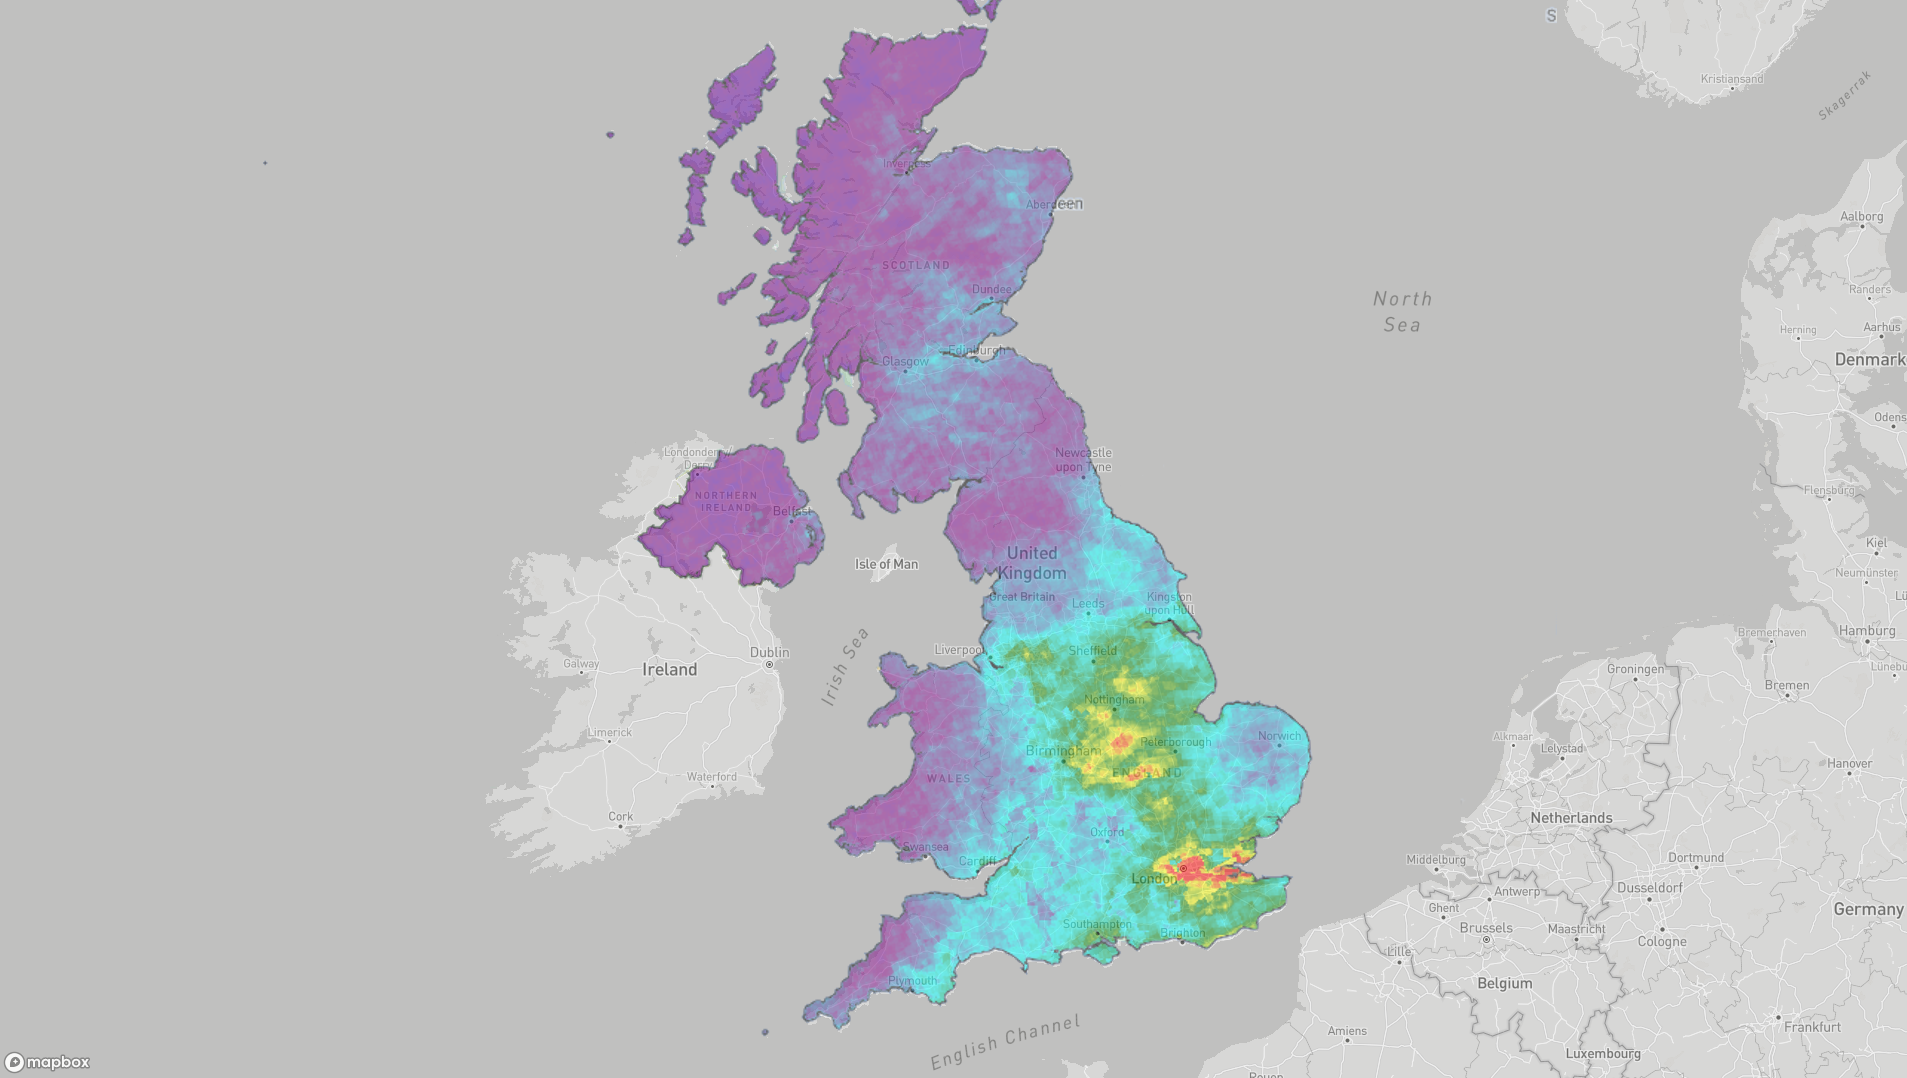 S
Kristiansand
Skagerrak
Inverness
Aberdeen
Aalborg
SCOTLAND
Dundee
Randers
North
Sea
Herning
Aarhus
Edinburgh
Glasgow
Denmark
Odens
Londonderry /
Derry
Newcastle
upon Tyne
NORTHERN
IRELAND
Belfast
Flensburg
Kiel
United
Kingdom
Isle of Man
Neumünster
Great Britain
Leeds
Kingston
upon Hull
Lü
Bremerhaven
Hamburg
Dublin
Liverpool
Sheffield
Irish Sea
Galway
Ireland
Groningen
Lünebu
Bremen
Nottingham
Limerick
Norwich
Alkmaar
Lelystad
Birmingham
Peterborough
Hanover
WALES
ENGLAND
Waterford
Cork
Netherlands
Oxford
Swansea
Cardiff
Middelburg
Dortmund
London
Dusseldorf
Antwerp
Ghent
Germany
Southampton
Brighton
Brussels
Maastricht
Cologne
Lille
Plymouth
Belgium
English Channel
Amiens
Frankfurt
Luxembourg
Rouen
mapbox